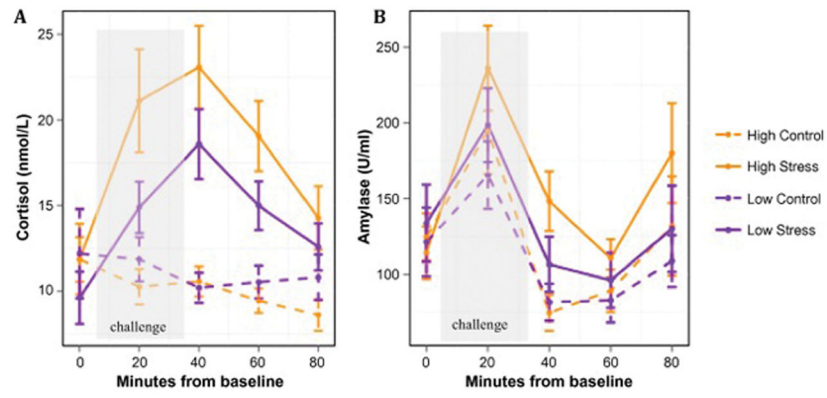 A
B
Cortisol (nmol/L)
25
20
15
10
challenge
0 20 40 60 80
Minutes from baseline
Amylase (U/ml)
250
200
150
100
challenge
0 20 40 60 80
Minutes from baseline
High Control
High Stress
Low Control
Low Stress